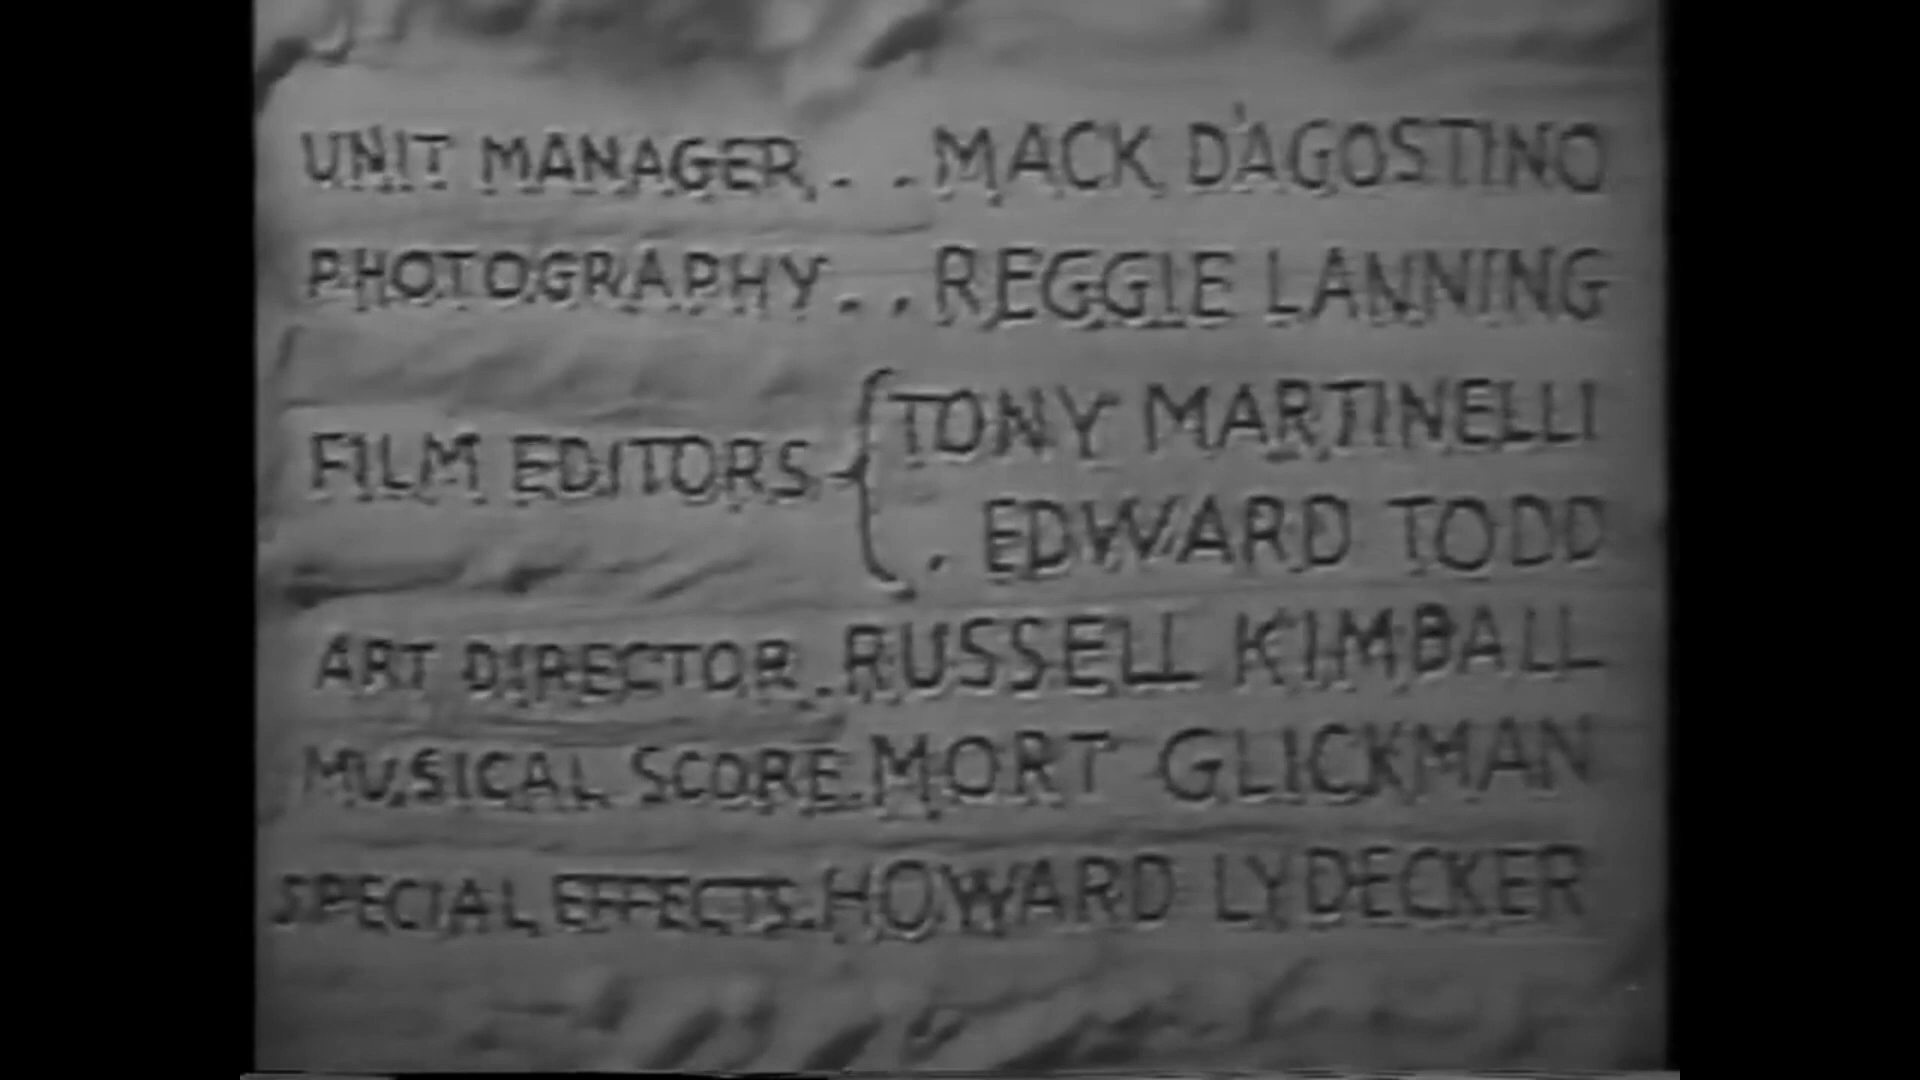 UNIT MANAGER . . MACK D'AGOSTINO
PHOTOGRAPHY . . REGGIE LANNING
FILM EDITORS { TONY MARTINELLI
. EDWARD TODD
ART DIRECTOR . RUSSELL KIMBALL
MUSICAL SCORE . MORT GLICKMAN
SPECIAL EFFECTS . HOWARD LYDECKER